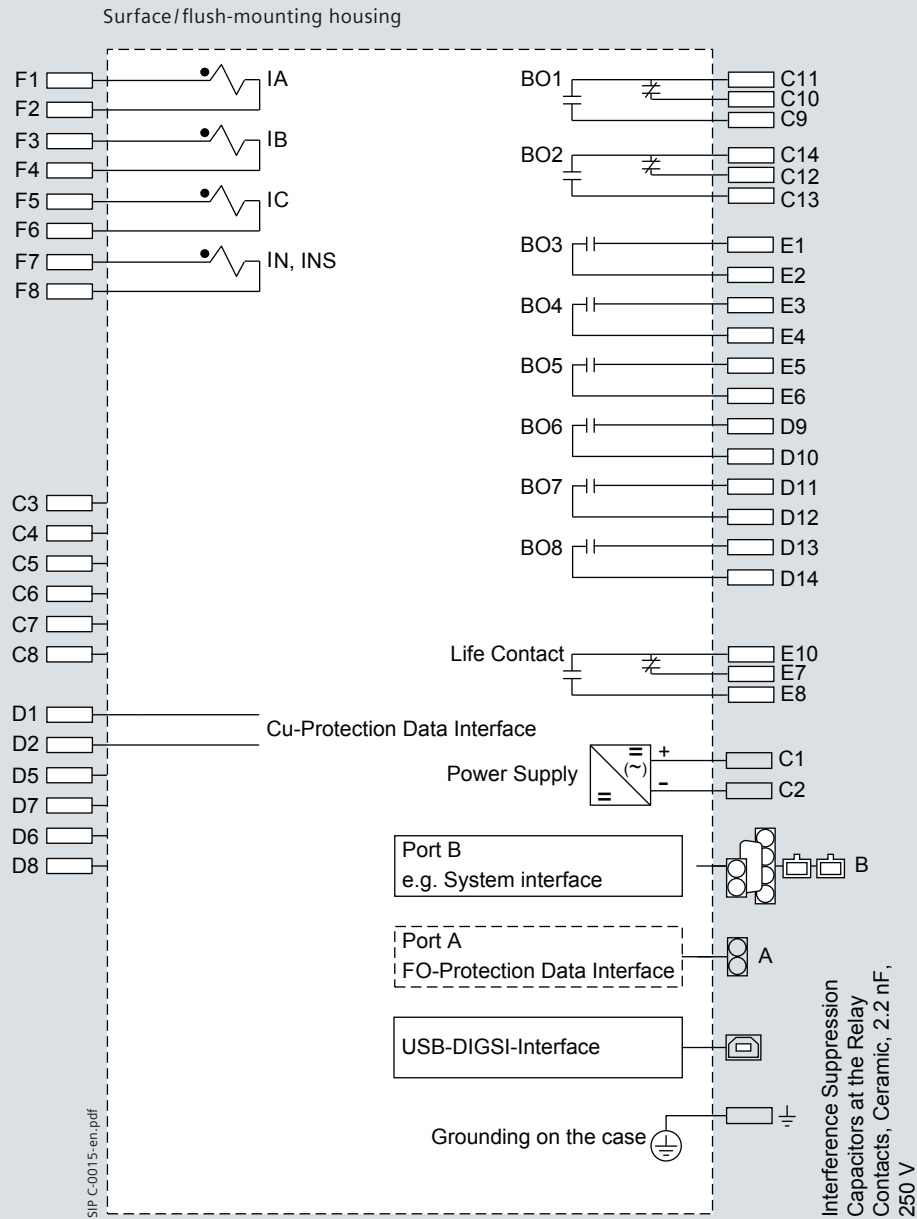 Surface/flush-mounting housing
F1
IA
F2
F3
IB
F4
F5
IC
F6
F7
IN, INS
F8
C3
C4
C5
C6
C7
C8
D1
Cu-Protection Data Interface
D2
D5
D7
D6
D8
BO1
C11
C10
C9
BO2
C14
C12
C13
BO3
E1
E2
BO4
E3
E4
BO5
E5
E6
BO6
D9
D10
BO7
D11
D12
BO8
D13
D14
Life Contact
E10
E7
E8
Power Supply
=
(~)
=
+
-
C1
C2
Port B
e.g. System interface
B
Port A
FO-Protection Data Interface
A
USB-DIGSI-Interface
Grounding on the case
Interference Suppression
Capacitors at the Relay
Contacts, Ceramic, 2.2 nF,
250 V
SIP C-0015-en.pdf